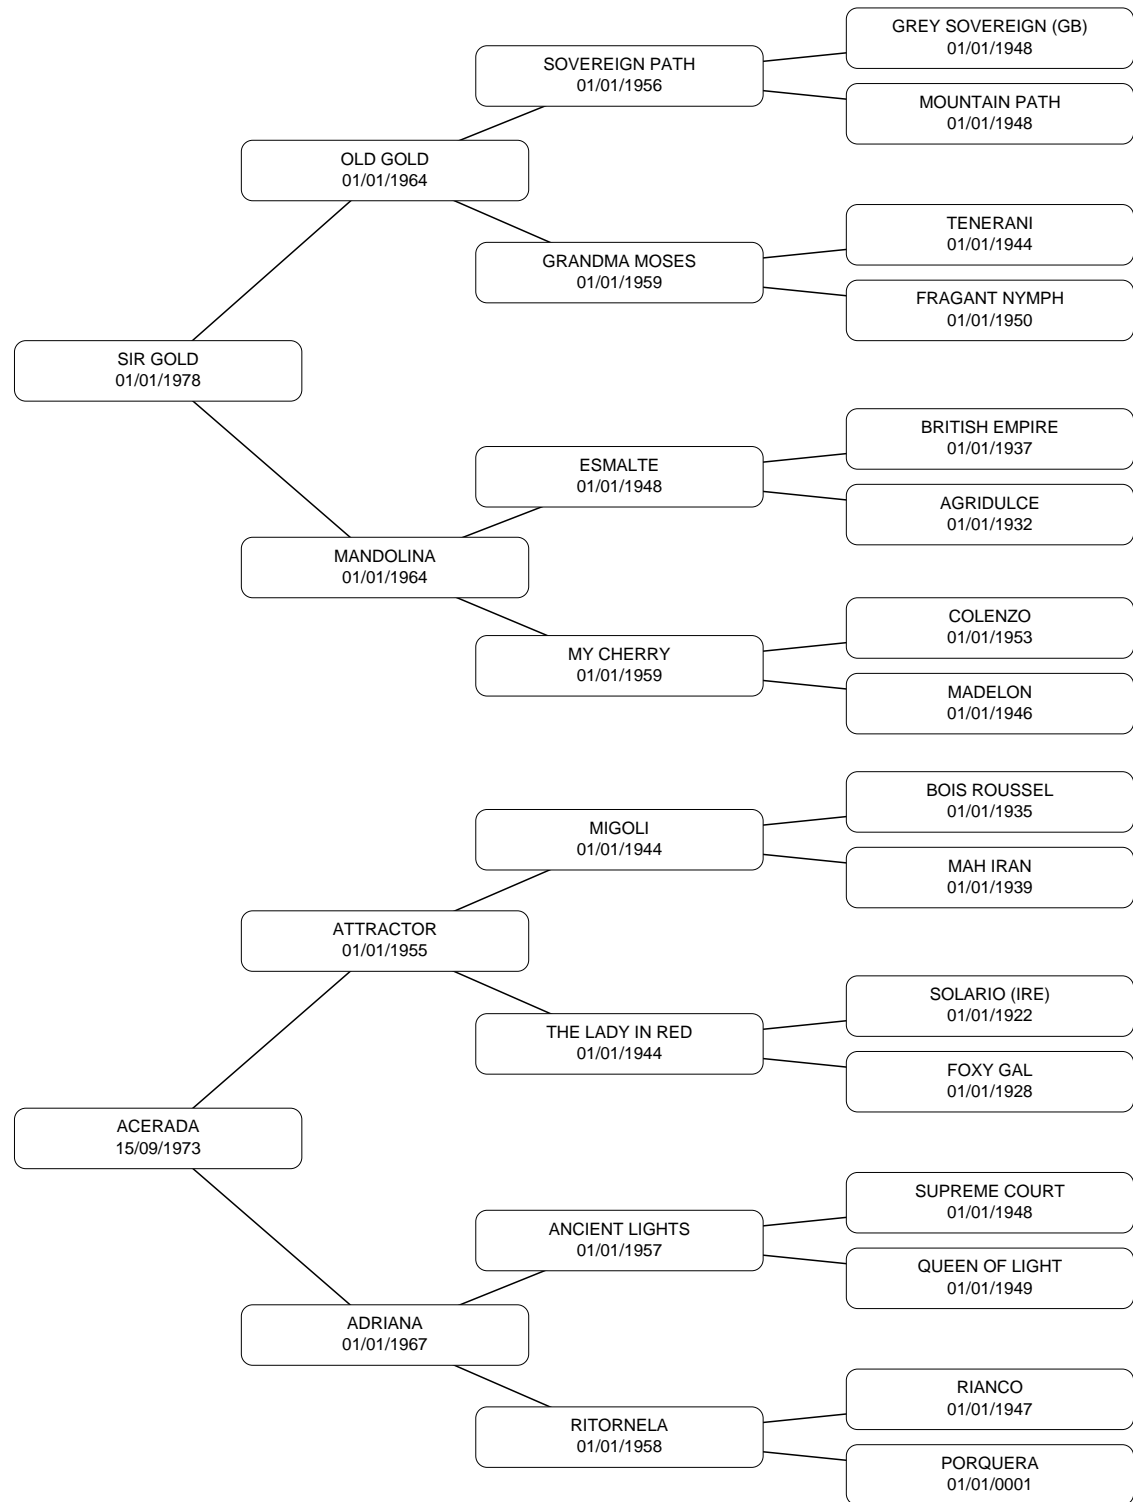 GREY SOVEREIGN (GB)
01/01/1948
SOVEREIGN PATH
01/01/1956
MOUNTAIN PATH
01/01/1948
OLD GOLD
01/01/1964
TENERANI
01/01/1944
GRANDMA MOSES
01/01/1959
FRAGANT NYMPH
01/01/1950
SIR GOLD
01/01/1978
BRITISH EMPIRE
01/01/1937
ESMALTE
01/01/1948
AGRIDULCE
01/01/1932
MANDOLINA
01/01/1964
COLENZO
01/01/1953
MY CHERRY
01/01/1959
MADELON
01/01/1946
BOIS ROUSSEL
01/01/1935
MIGOLI
01/01/1944
MAH IRAN
01/01/1939
ATTRACTOR
01/01/1955
SOLARIO (IRE)
01/01/1922
THE LADY IN RED
01/01/1944
FOXY GAL
01/01/1928
ACERADA
15/09/1973
SUPREME COURT
01/01/1948
ANCIENT LIGHTS
01/01/1957
QUEEN OF LIGHT
01/01/1949
ADRIANA
01/01/1967
RIANCO
01/01/1947
RITORNELA
01/01/1958
PORQUERA
01/01/0001